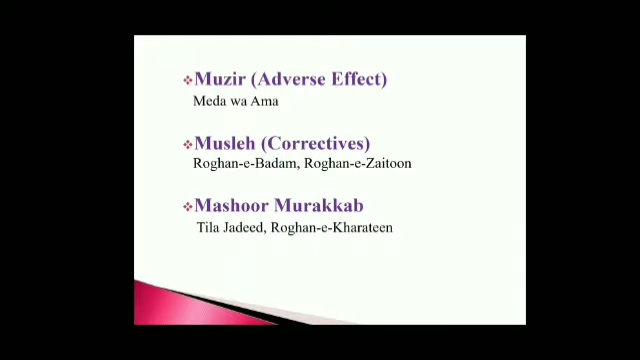 Muzir (Adverse Effect)
Meda wa Ama
Musleh (Correctives)
Roghan-e-Badam, Roghan-e-Zaitoon
Mashoor Murakkab
Tila Jadeed, Roghan-e-Kharateen